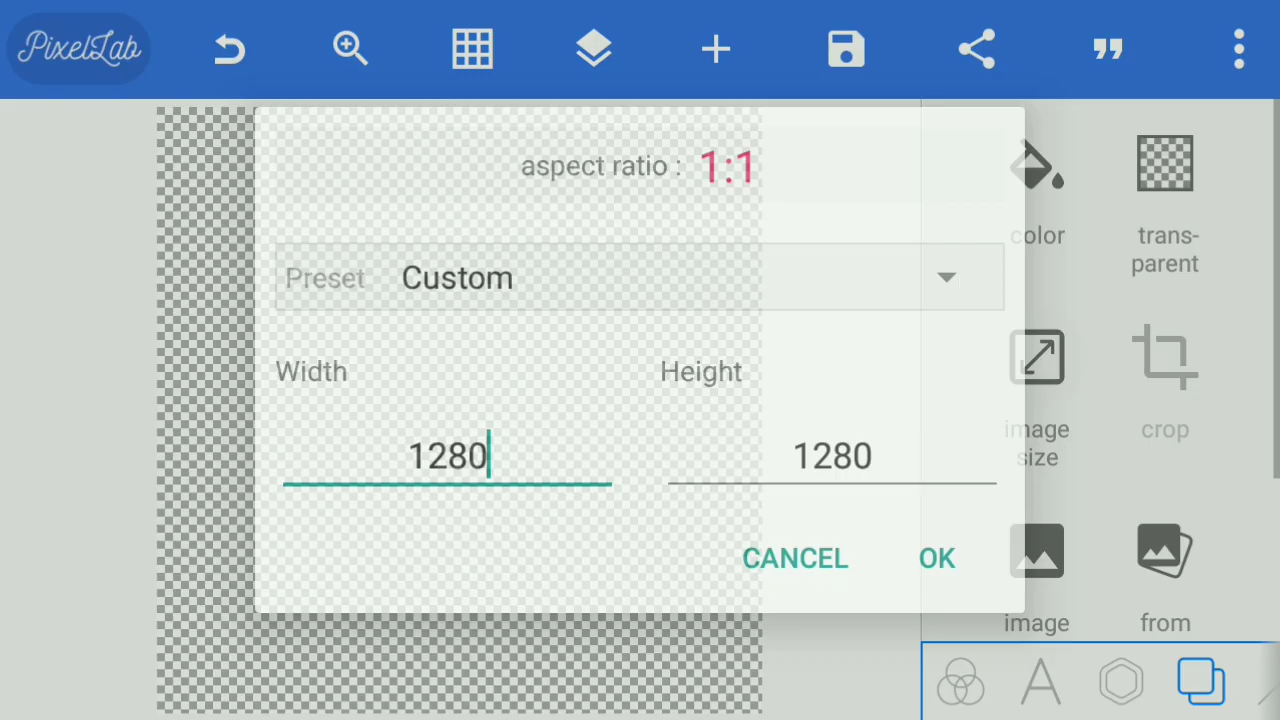 PixelLab
aspect ratio : 1:1
color
trans-
parent
Preset Custom
Width
Height
image
size
crop
1280
1280
CANCEL
OK
image
from